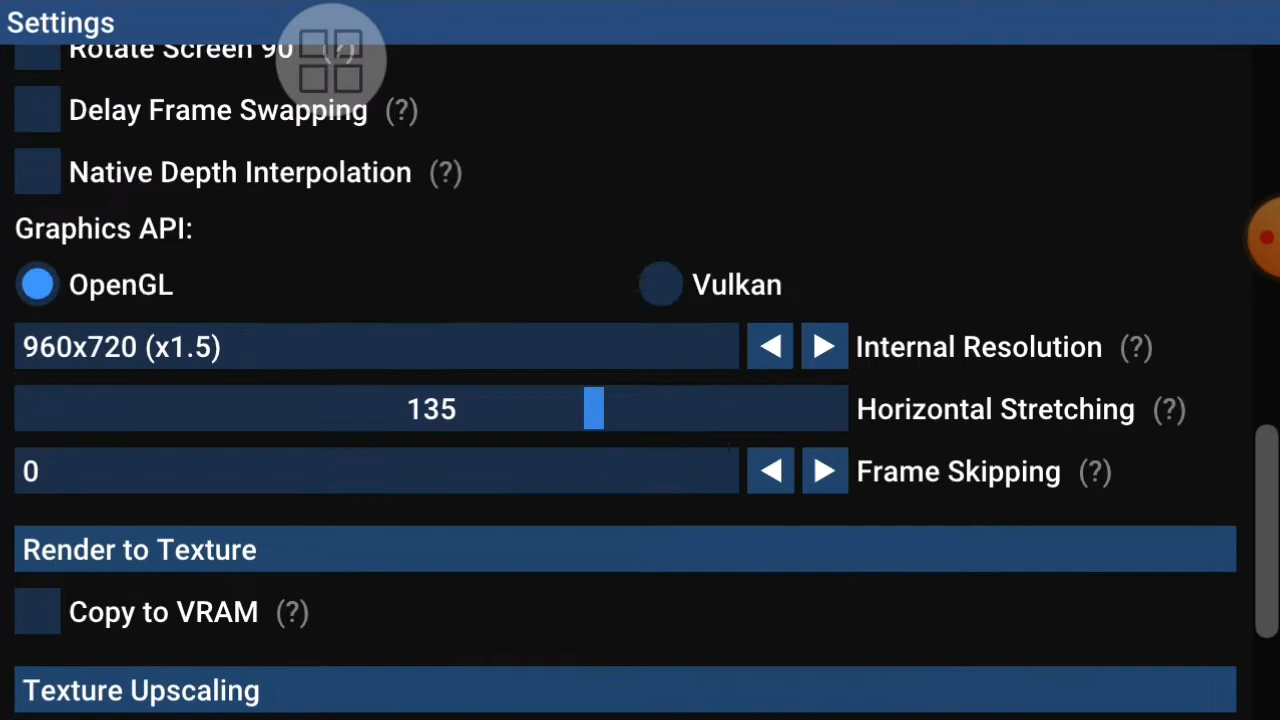 Settings
Rotate Screen 90° (?)
Delay Frame Swapping (?)
Native Depth Interpolation (?)
Graphics API:
OpenGL Vulkan
960x720 (x1.5) Internal Resolution (?)
135 Horizontal Stretching (?)
0 Frame Skipping (?)
Render to Texture
Copy to VRAM (?)
Texture Upscaling